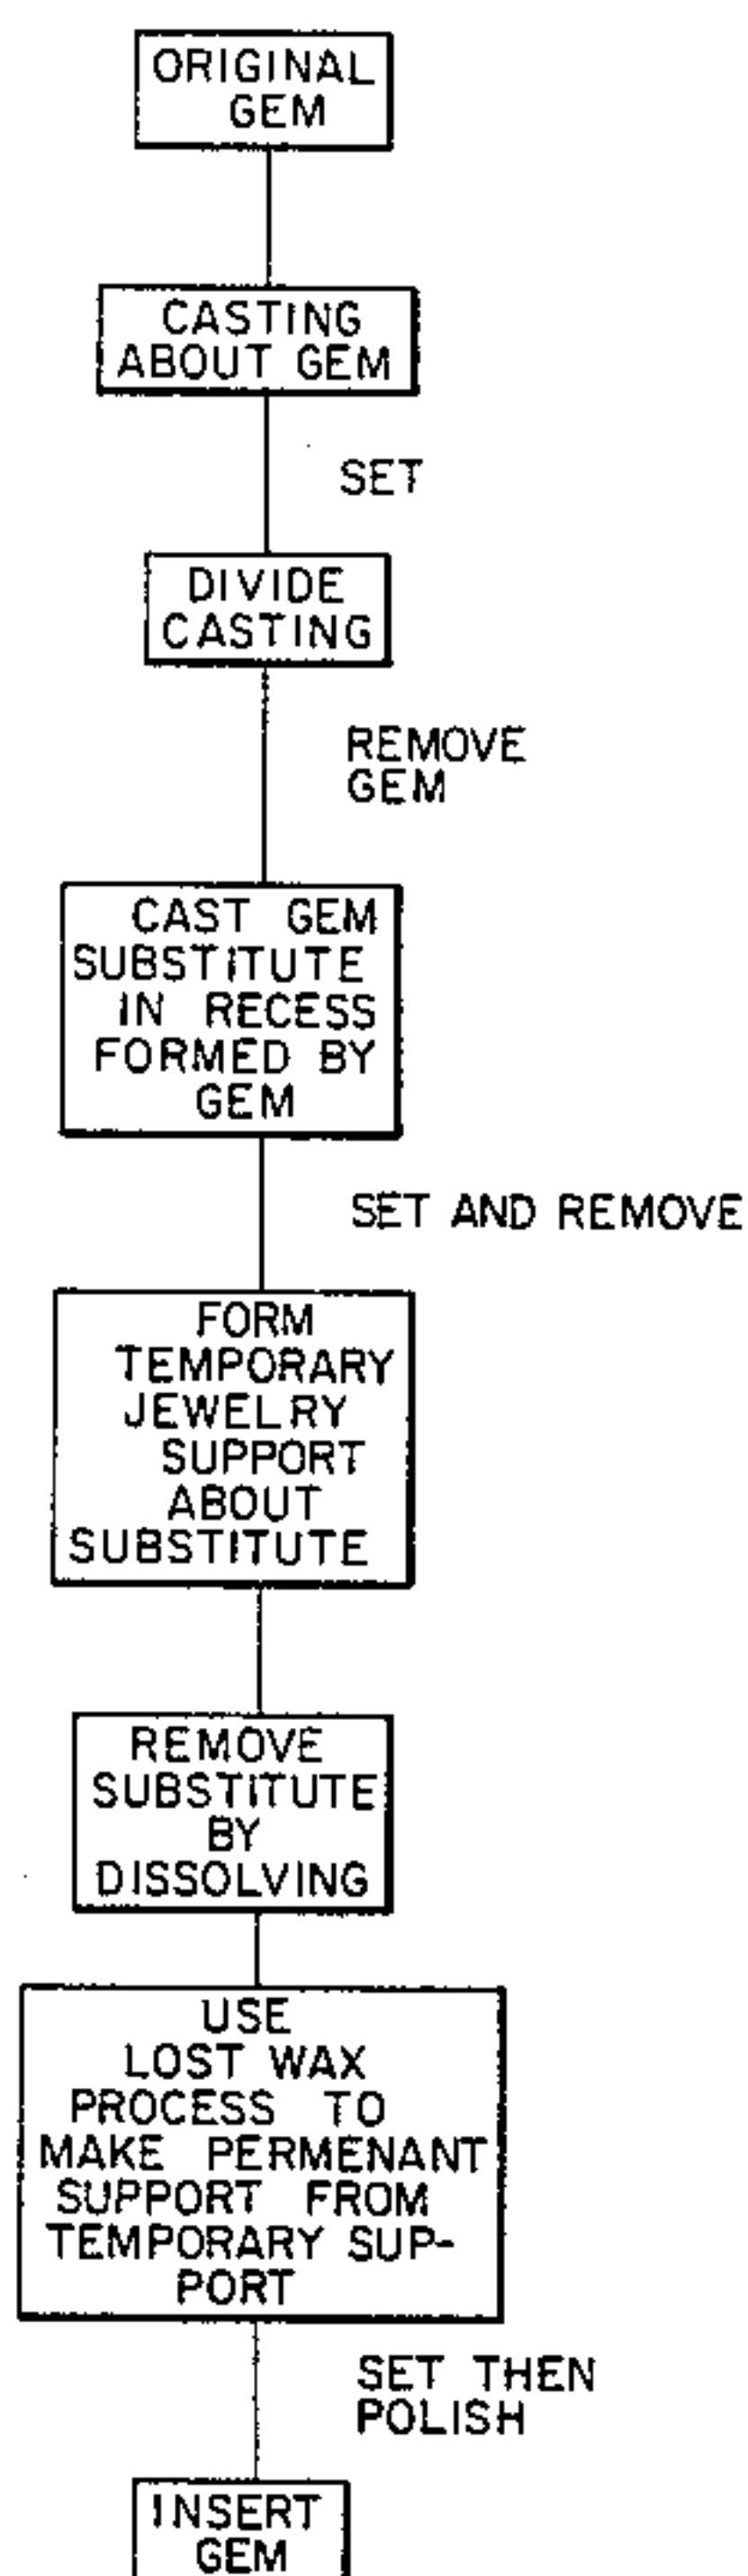 ORIGINAL
GEM
CASTING
ABOUT GEM
SET
DIVIDE
CASTING
REMOVE
GEM
CAST GEM
SUBSTITUTE
IN RECESS
FORMED BY
GEM
SET AND REMOVE
FORM
TEMPORARY
JEWELRY
SUPPORT
ABOUT
SUBSTITUTE
REMOVE
SUBSTITUTE
BY
DISSOLVING
USE
LOST WAX
PROCESS TO
MAKE PERMENANT
SUPPORT FROM
TEMPORARY SUP-
PORT
SET THEN
POLISH
INSERT
GEM